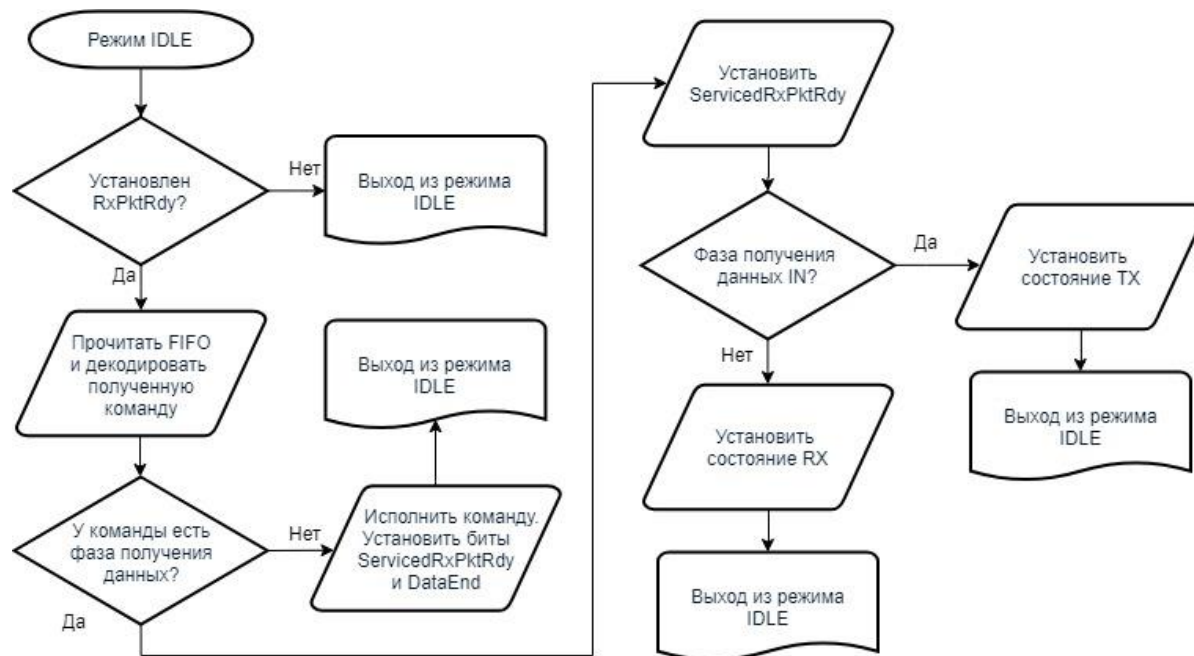 Режим IDLE
Установлен
RxPktRdy?
Нет
Выход из режима
IDLE
Да
Прочитать FIFO
и декодировать
полученную
команду
У команды есть
фаза получения
данных?
Нет
Исполнить команду.
Установить биты
ServicedRxPktRdy
и DataEnd
Выход из режима
IDLE
Да
Установить
ServicedRxPktRdy
Фаза получения
данных IN?
Да
Установить
состояние TX
Выход из режима
IDLE
Нет
Установить
состояние RX
Выход из режима
IDLE